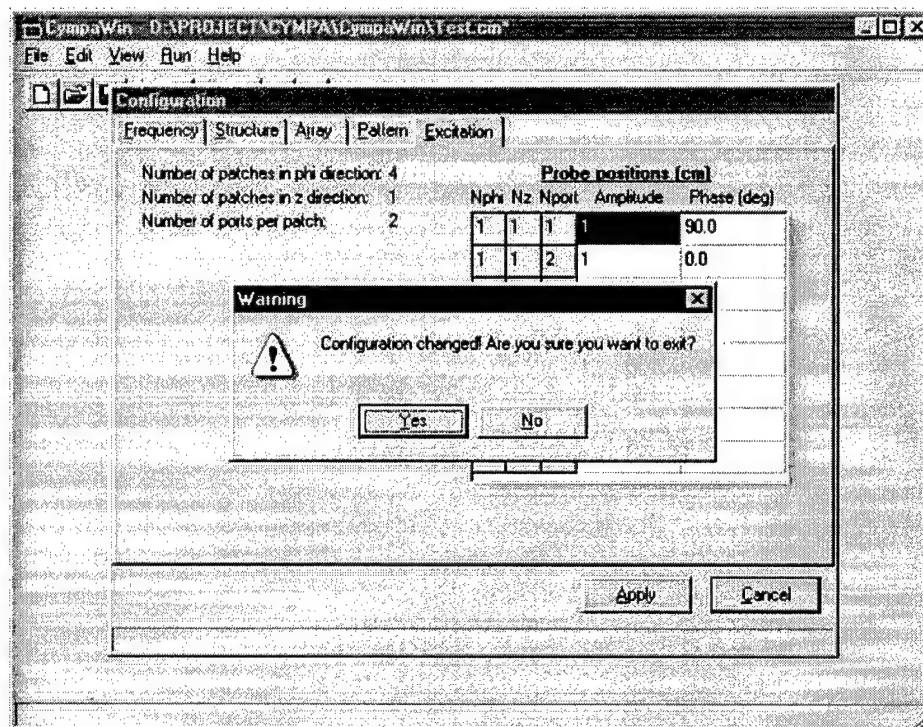 CympaWin - D:\PROJECT\CYMPA\CympaWin\Test.cm*
File Edit View Run Help
Configuration
Frequency Structure Array Pattern Excitation
Number of patches in phi direction: 4
Number of patches in z direction: 1
Number of ports per patch: 2
Probe positions (cm)
Nphi Nz Nport Amplitude Phase (deg)
1 1 1 1 90.0
1 1 2 1 0.0
Warning
Configuration changed! Are you sure you want to exit?
Yes No
Apply Cancel